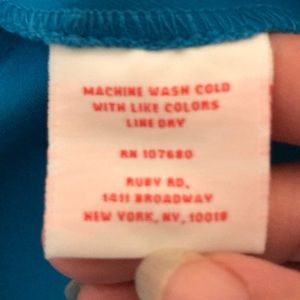 MACHINE WASH COLD
WITH LIKE COLORS
LINE DRY
RN 107680
RUBY RD.
1411 BROADWAY
NEW YORK, NY, 10018